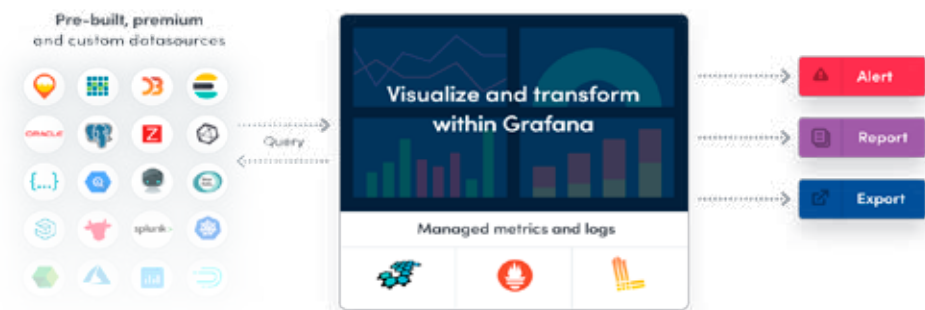 Pre-built, premium
and custom datasources
ORACLE
Z
{...}
splunk>
Query
Visualize and transform
within Grafana
Managed metrics and logs
Alert
Report
Export